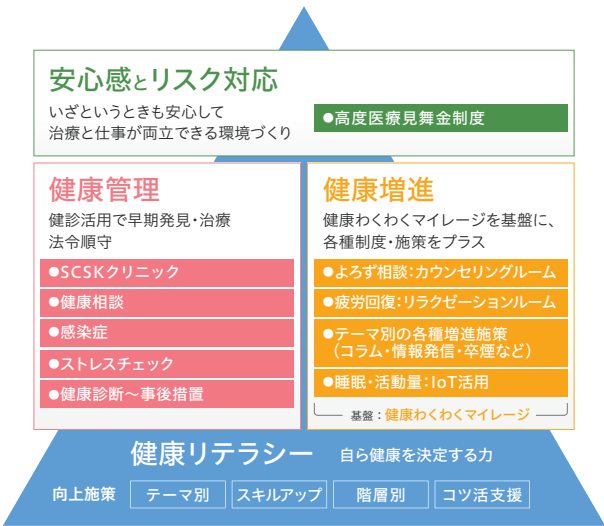 安心感とリスク対応
いざというときも安心して
治療と仕事が両立できる環境づくり
●高度医療見舞金制度
健康管理
健診活用で早期発見・治療
法令順守
●SCSKクリニック
●健康相談
●感染症
●ストレスチェック
●健康診断～事後措置
健康増進
健康わくわくマイレージを基盤に、
各種制度・施策をプラス
●よろず相談：カウンセリングルーム
●疲労回復：リラクゼーションルーム
●テーマ別の各種増進施策
（コラム・情報発信・卒煙など）
●睡眠・活動量：IoT活用
基盤：健康わくわくマイレージ
健康リテラシー 自ら健康を決定する力
向上施策 テーマ別 スキルアップ 階層別 コツ活支援